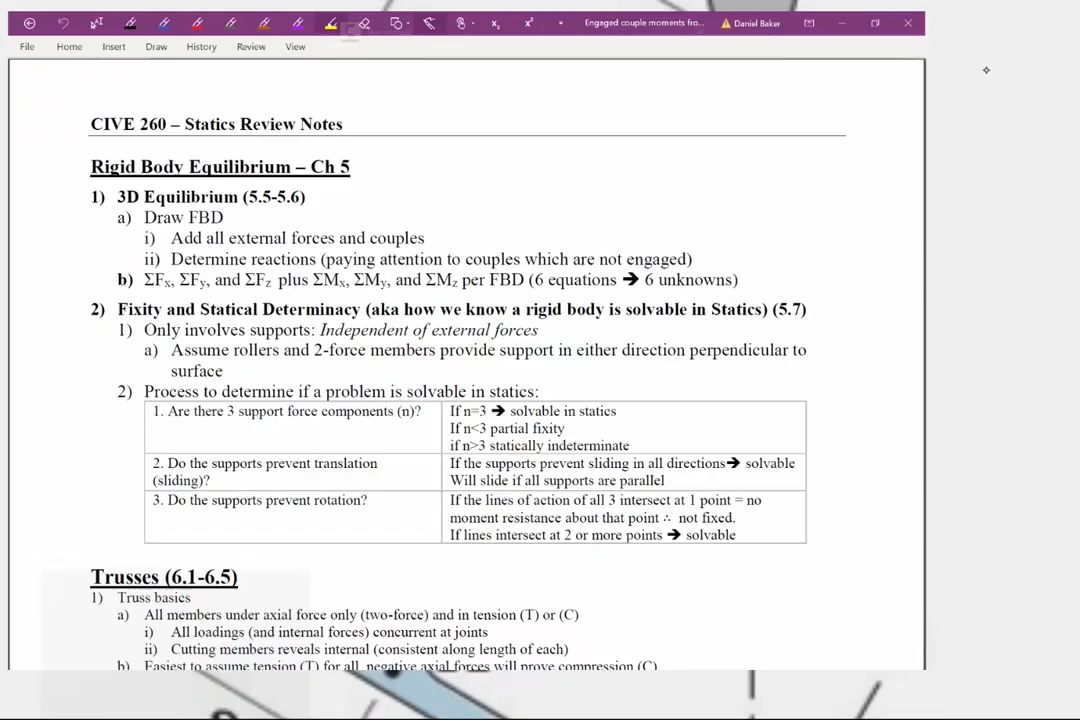 Engaged couple moments fro...
Daniel Baker
File Home Insert Draw History Review View
CIVE 260 – Statics Review Notes
Rigid Body Equilibrium – Ch 5
1) 3D Equilibrium (5.5-5.6)
a) Draw FBD
i) Add all external forces and couples
ii) Determine reactions (paying attention to couples which are not engaged)
b) ΣFx, ΣFy, and ΣFz plus ΣMx, ΣMy, and ΣMz per FBD (6 equations ➔ 6 unknowns)
2) Fixity and Statical Determinacy (aka how we know a rigid body is solvable in Statics) (5.7)
1) Only involves supports: Independent of external forces
a) Assume rollers and 2-force members provide support in either direction perpendicular to
surface
2) Process to determine if a problem is solvable in statics:
1. Are there 3 support force components (n)? If n=3 ➔ solvable in statics
If n<3 partial fixity
if n>3 statically indeterminate
2. Do the supports prevent translation If the supports prevent sliding in all directions➔ solvable
(sliding)? Will slide if all supports are parallel
3. Do the supports prevent rotation? If the lines of action of all 3 intersect at 1 point = no
moment resistance about that point ∴ not fixed.
If lines intersect at 2 or more points ➔ solvable
Trusses (6.1-6.5)
1) Truss basics
a) All members under axial force only (two-force) and in tension (T) or (C)
i) All loadings (and internal forces) concurrent at joints
ii) Cutting members reveals internal (consistent along length of each)
b) Easiest to assume tension (T) for all, negative axial forces will prove compression (C)